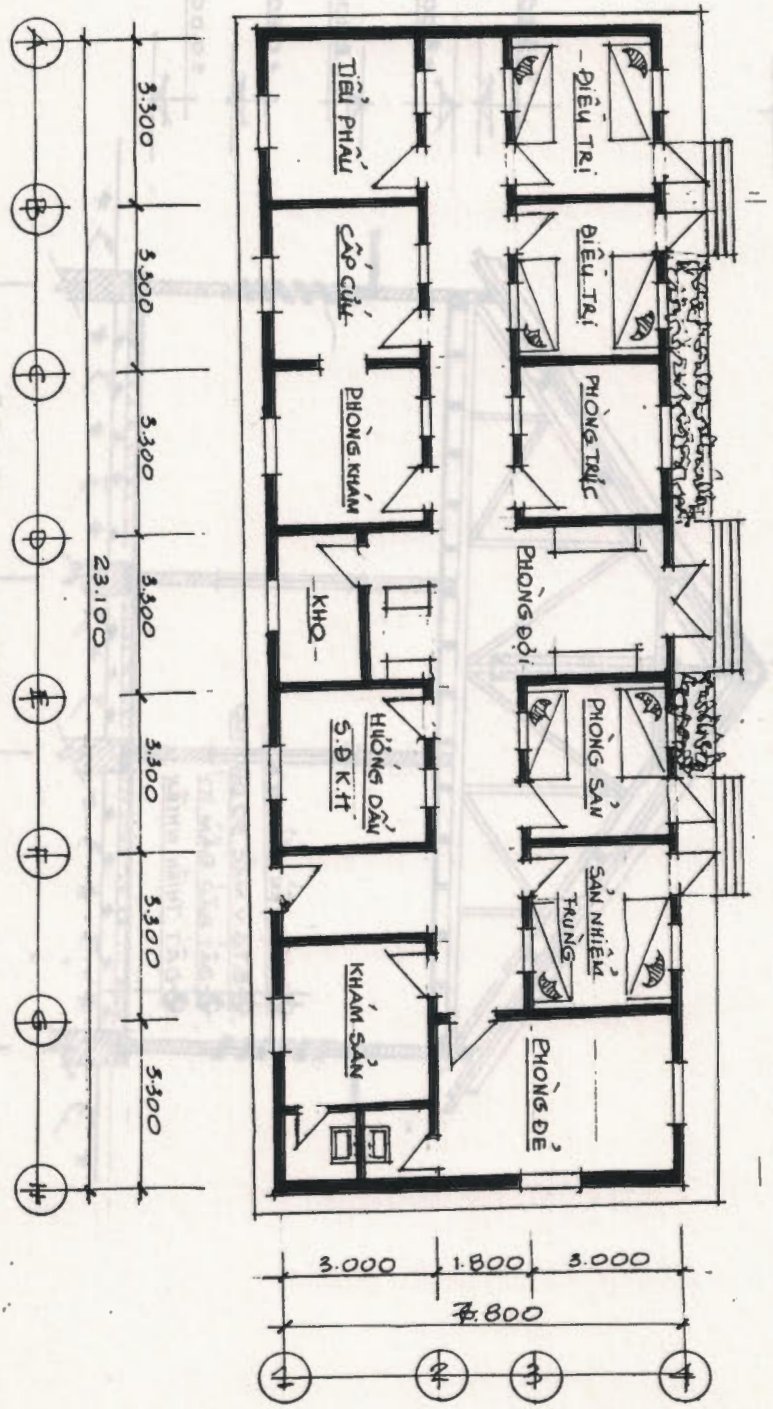 ĐIỀU TRỊ
ĐIỀU TRỊ
PHÒNG TRỰC
PHÒNG ĐỢI
PHÒNG SẢN
SẢN NHIỄM
TRÙNG
PHÒNG ĐẺ
TIỂU PHẪU
CẤP CỨU
PHÒNG KHÁM
KHO
HƯỚNG DẪN
S.Đ K.H
KHÁM SẢN
3.300
3.300
3.300
3.300
3.300
3.300
3.300
23.100
A
B
C
D
E
F
G
H
3.000
1.800
3.000
7.800
1
2
3
4